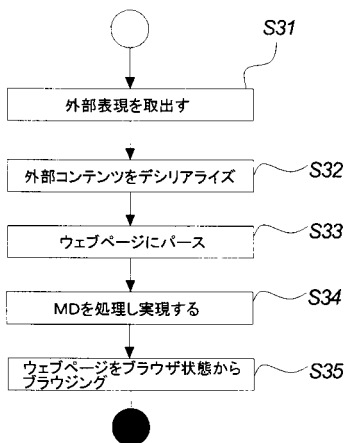 S31
外部表現を取出す
外部コンテンツをデシリアライズ
S32
ウェブページにパース
S33
MDを処理し実現する
S34
ウェブページをブラウザ状態から
ブラウジング
S35